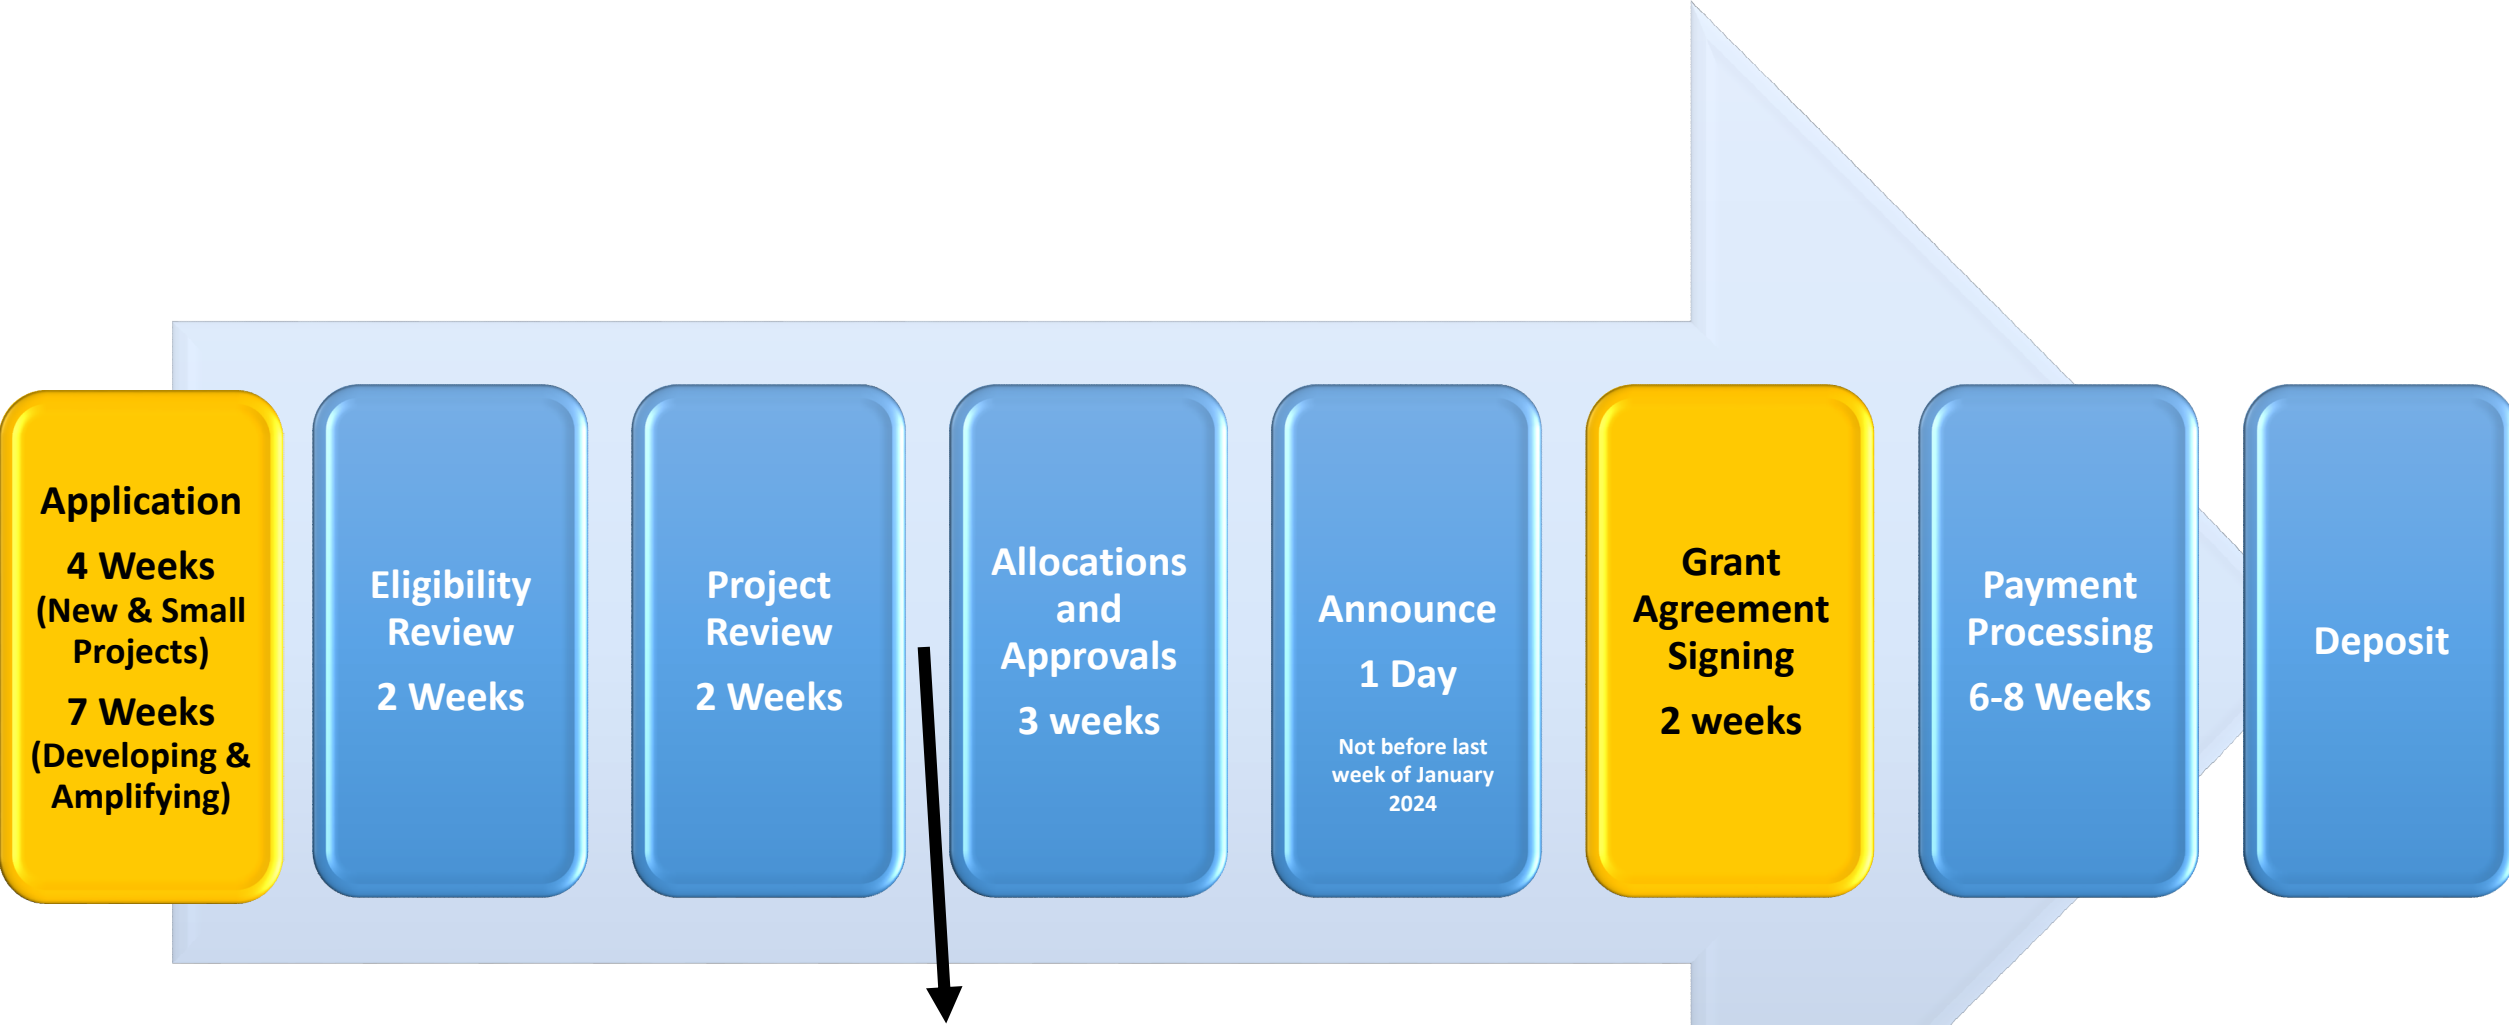 Application
4 Weeks
(New & Small
Projects)
7 Weeks
(Developing &
Amplifying)
Eligibility
Review
2 Weeks
Project
Review
2 Weeks
Allocations
and
Approvals
3 weeks
Announce
1 Day
Not before last
week of January
2024
Grant
Agreement
Signing
2 weeks
Payment
Processing
6-8 Weeks
Deposit